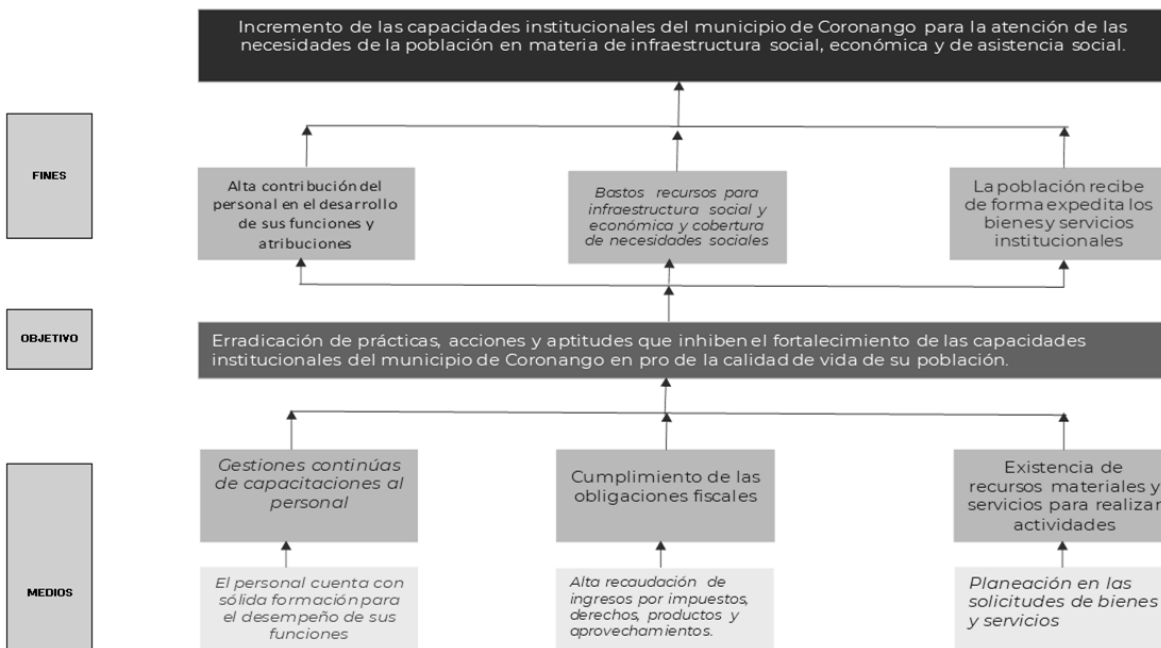 Incremento de las capacidades institucionales del municipio de Coronango para la atención de las
necesidades de la población en materia de infraestructura social, económica y de asistencia social.
FINES
Alta contribución del
personal en el desarrollo
de sus funciones y
atribuciones
Bastos recursos para
infraestructura social y
económica y cobertura
de necesidades sociales
La población recibe
de forma expedita los
bienes y servicios
institucionales
OBJETIVO
Erradicación de prácticas, acciones y aptitudes que inhiben el fortalecimiento de las capacidades
institucionales del municipio de Coronango en pro de la calidad de vida de su población.
Gestiones continúas
de capacitaciones al
personal
Cumplimiento de las
obligaciones fiscales
Existencia de
recursos materiales y
servicios para realizar
actividades
MEDIOS
El personal cuenta con
sólida formación para
el desempeño de sus
funciones
Alta recaudación de
ingresos por impuestos,
derechos, productos y
aprovechamientos.
Planeación en las
solicitudes de bienes
y servicios